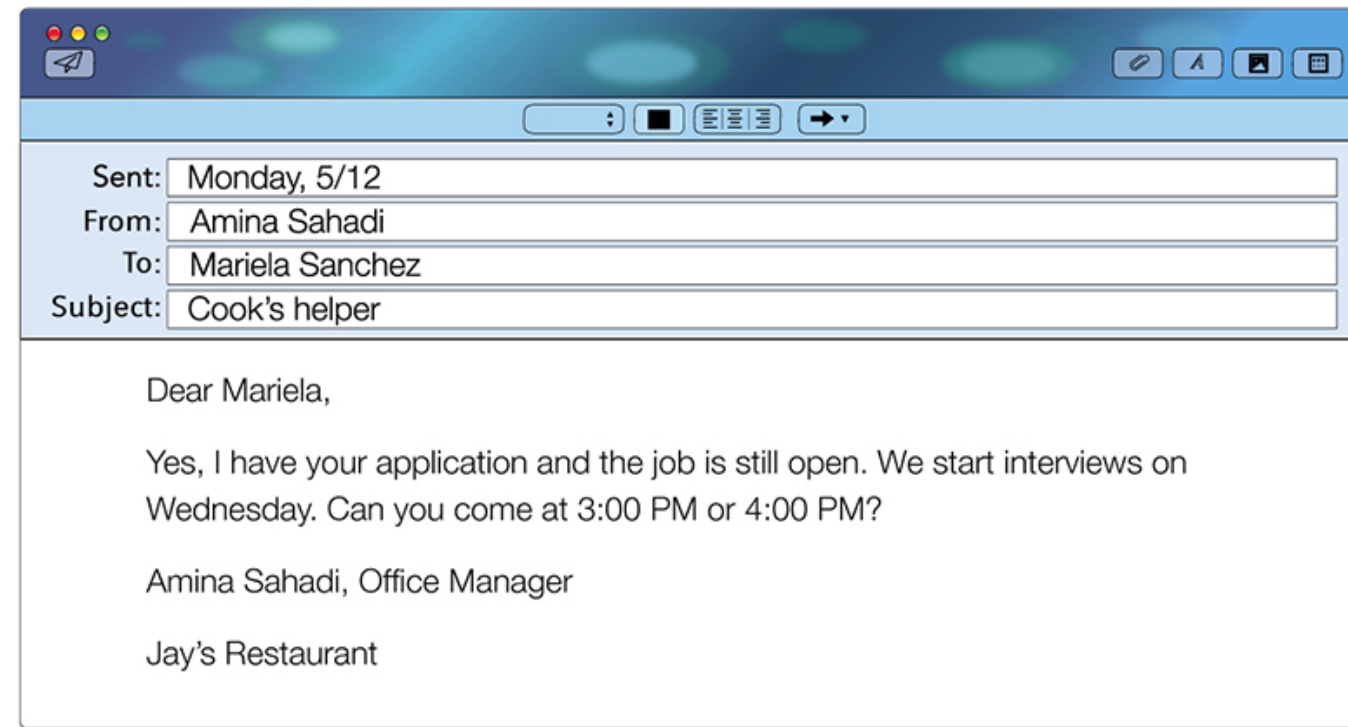 Sent: Monday, 5/12
From: Amina Sahadi
To: Mariela Sanchez
Subject: Cook’s helper
Dear Mariela,
Yes, I have your application and the job is still open. We start interviews on
Wednesday. Can you come at 3:00 PM or 4:00 PM?
Amina Sahadi, Office Manager
Jay’s Restaurant